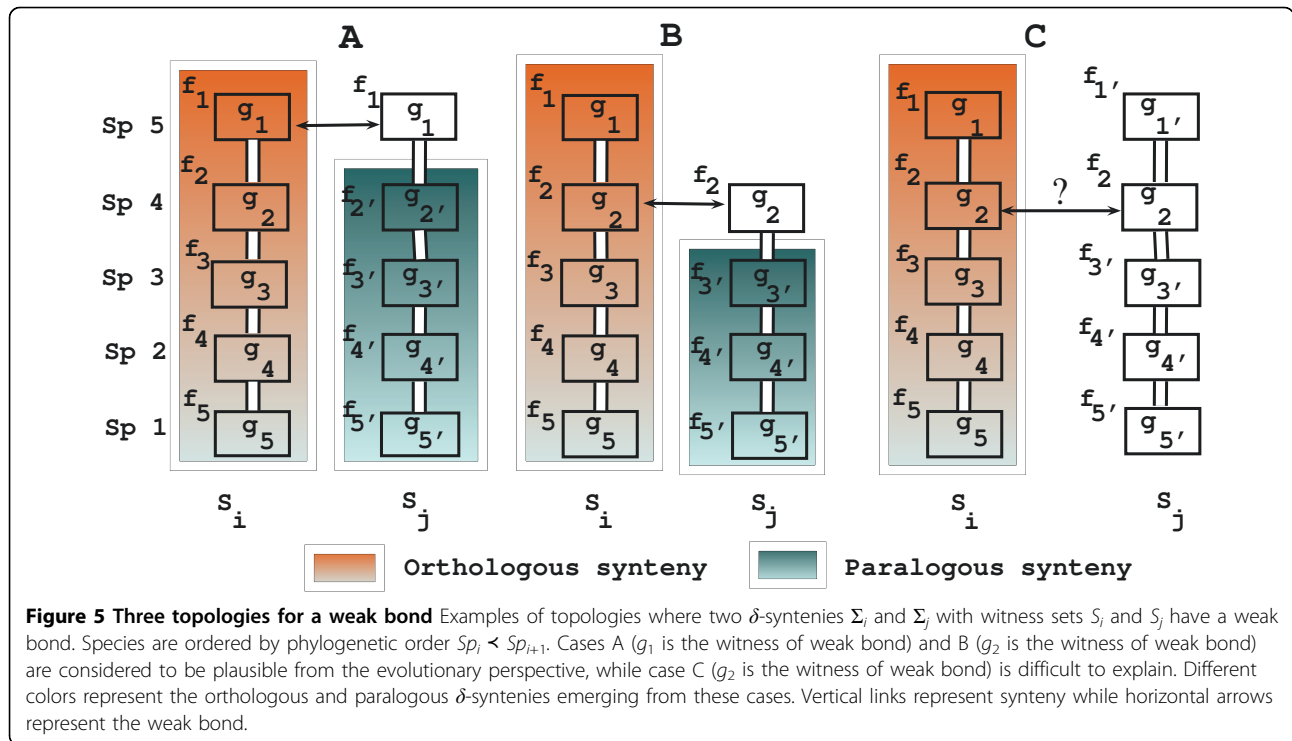 A B C
Sp 5 f1 g1 f1 g1 f1 g1 f1' g1'
Sp 4 f2 g2 f2' g2' f2 g2 f2 g2 f2 g2 ? f2 g2
Sp 3 f3 g3 f3' g3' f3 g3 f3' g3' f3 g3 f3' g3'
Sp 2 f4 g4 f4' g4' f4 g4 f4' g4' f4 g4 f4' g4'
Sp 1 f5 g5 f5' g5' f5 g5 f5' g5' f5 g5 f5' g5'
Si Sj Si Sj Si Sj
Orthologous synteny Paralogous synteny
Figure 5 Three topologies for a weak bond Examples of topologies where two δ-syntenies Σi and Σj with witness sets Si and Sj have a weak
bond. Species are ordered by phylogenetic order Spi ≺ Spi+1. Cases A (g1 is the witness of weak bond) and B (g2 is the witness of weak bond)
are considered to be plausible from the evolutionary perspective, while case C (g2 is the witness of weak bond) is difficult to explain. Different
colors represent the orthologous and paralogous δ-syntenies emerging from these cases. Vertical links represent synteny while horizontal arrows
represent the weak bond.